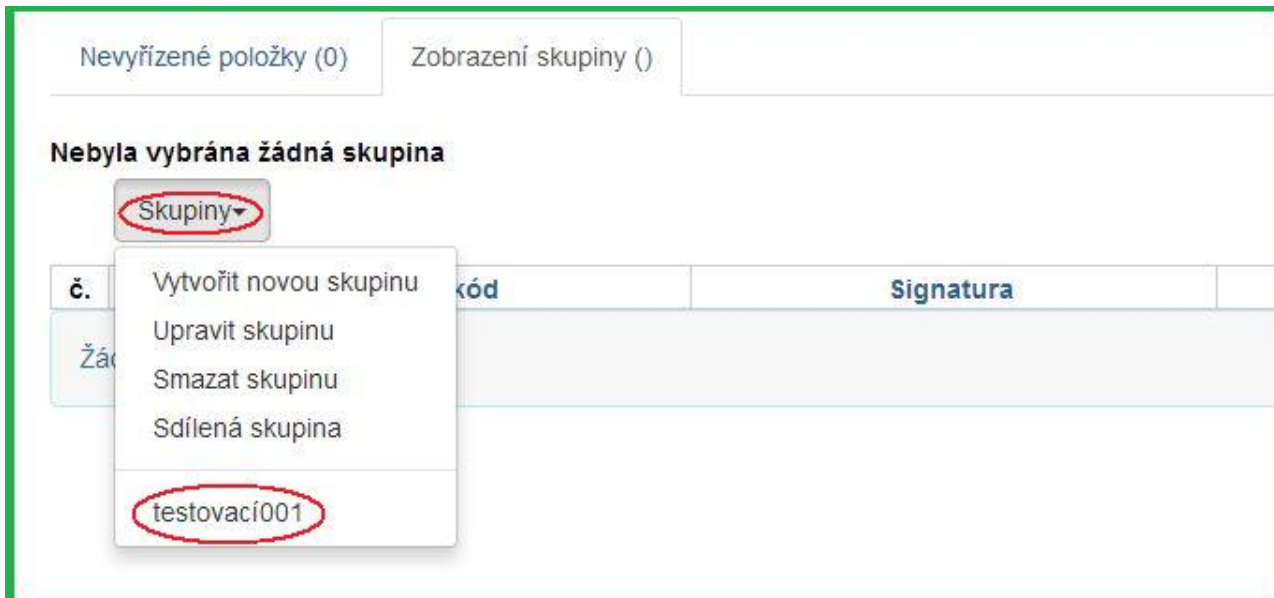 Nevyřízené položky (0) Zobrazení skupiny ()
Nebyla vybrána žádná skupina
Skupiny
č. kód Signatura
Vytvořit novou skupinu
Upravit skupinu
Smazat skupinu
Sdílená skupina
testovací001